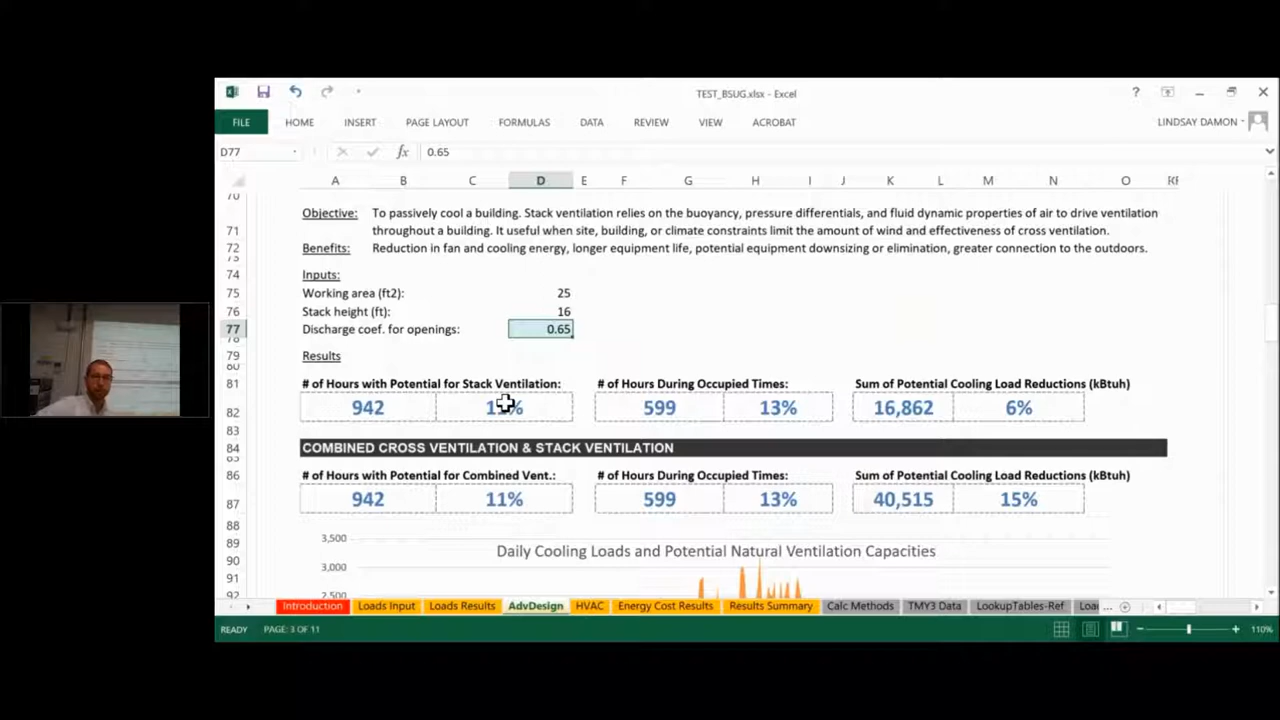 TEST_BSUG.xlsx - Excel
FILE HOME INSERT PAGE LAYOUT FORMULAS DATA REVIEW VIEW ACROBAT LINDSAY DAMON
D77 fx 0.65
A B C D E F G H I J K L M N O
70
Objective: To passively cool a building. Stack ventilation relies on the buoyancy, pressure differentials, and fluid dynamic properties of air to drive ventilation
71 throughout a building. It useful when site, building, or climate constraints limit the amount of wind and effectiveness of cross ventilation.
72 Benefits: Reduction in fan and cooling energy, longer equipment life, potential equipment downsizing or elimination, greater connection to the outdoors.
73
74 Inputs:
75 Working area (ft2): 25
76 Stack height (ft): 16
77 Discharge coef. for openings: 0.65
78
79 Results
80
81 # of Hours with Potential for Stack Ventilation: # of Hours During Occupied Times: Sum of Potential Cooling Load Reductions (kBtuh)
82 942 599 13% 16,862 6%
83
84 COMBINED CROSS VENTILATION & STACK VENTILATION
85
86 # of Hours with Potential for Combined Vent.: # of Hours During Occupied Times: Sum of Potential Cooling Load Reductions (kBtuh)
87 942 11% 599 13% 40,515 15%
88
89 3,500 Daily Cooling Loads and Potential Natural Ventilation Capacities
90 3,000
91
92 2,500
Introduction Loads Input Loads Results AdvDesign HVAC Energy Cost Results Results Summary Calc Methods TMY3 Data LookupTables-Ref Loa ...
READY PAGE: 3 OF 11 110%